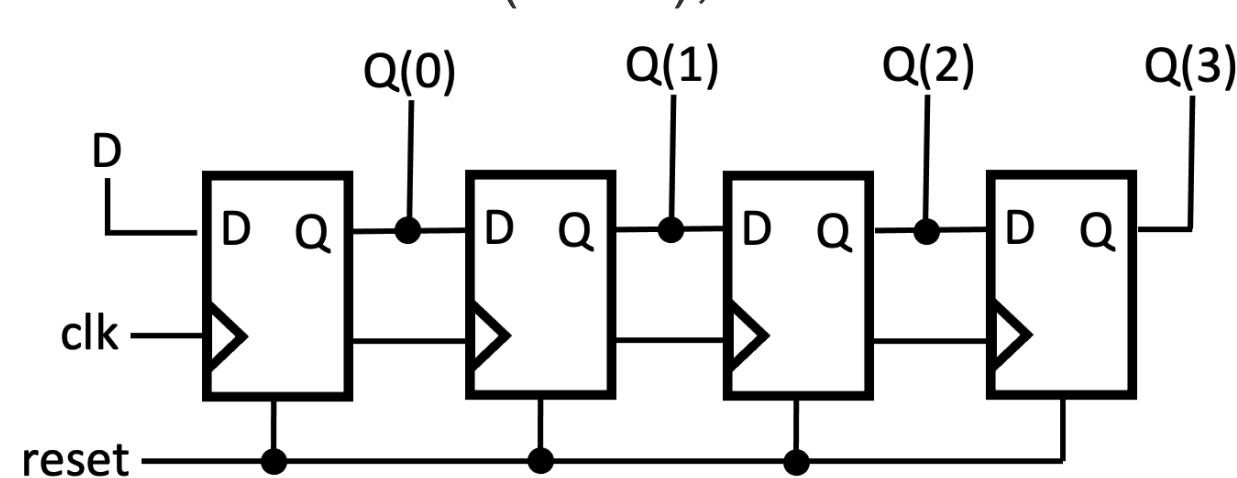 Q(0) Q(1) Q(2) Q(3)
D
D Q D Q D Q D Q
clk
reset